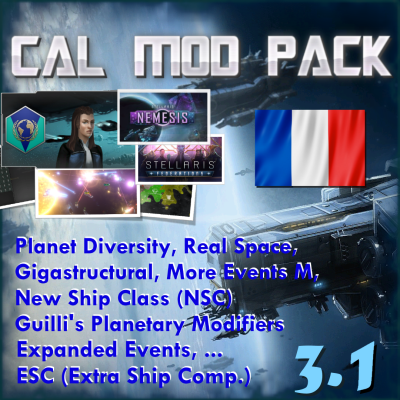 CAL MOD PACK
NEMESIS
STELLARIS
FEDERATIONS
Planet Diversity, Real Space,
Gigastructural, More Events M,
New Ship Class (NSC)
Guilli's Planetary Modifiers
Expanded Events, ...
ESC (Extra Ship Comp.)
3.1